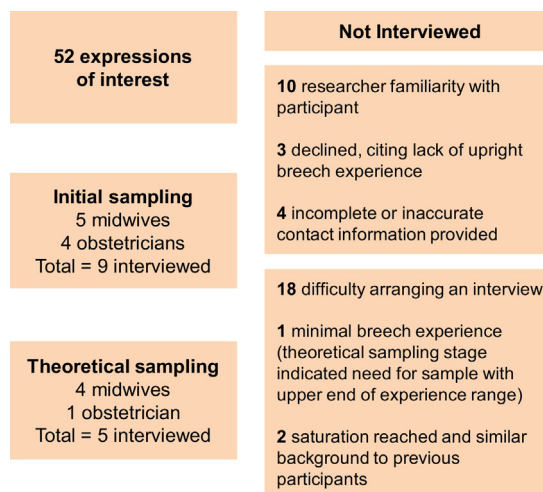 52 expressions
of interest
Initial sampling
5 midwives
4 obstetricians
Total = 9 interviewed
Theoretical sampling
4 midwives
1 obstetrician
Total = 5 interviewed
Not Interviewed
10 researcher familiarity with
participant
3 declined, citing lack of upright
breech experience
4 incomplete or inaccurate
contact information provided
18 difficulty arranging an interview
1 minimal breech experience
(theoretical sampling stage
indicated need for sample with
upper end of experience range)
2 saturation reached and similar
background to previous
participants